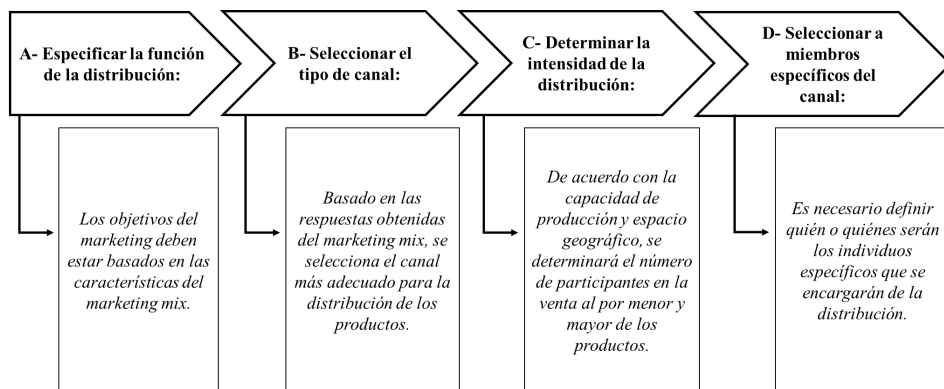 A- Especificar la función
de la distribución:
B- Seleccionar el
tipo de canal:
C- Determinar la
intensidad de la
distribución:
D- Seleccionar a
miembros
específicos del
canal:
Los objetivos del
marketing deben
estar basados en las
características del
marketing mix.
Basado en las
respuestas obtenidas
del marketing mix, se
selecciona el canal
más adecuado para la
distribución de los
productos.
De acuerdo con la
capacidad de
producción y espacio
geográfico, se
determinará el número
de participantes en la
venta al por menor y
mayor de los
productos.
Es necesario definir
quién o quiénes serán
los individuos
específicos que se
encargarán de la
distribución.